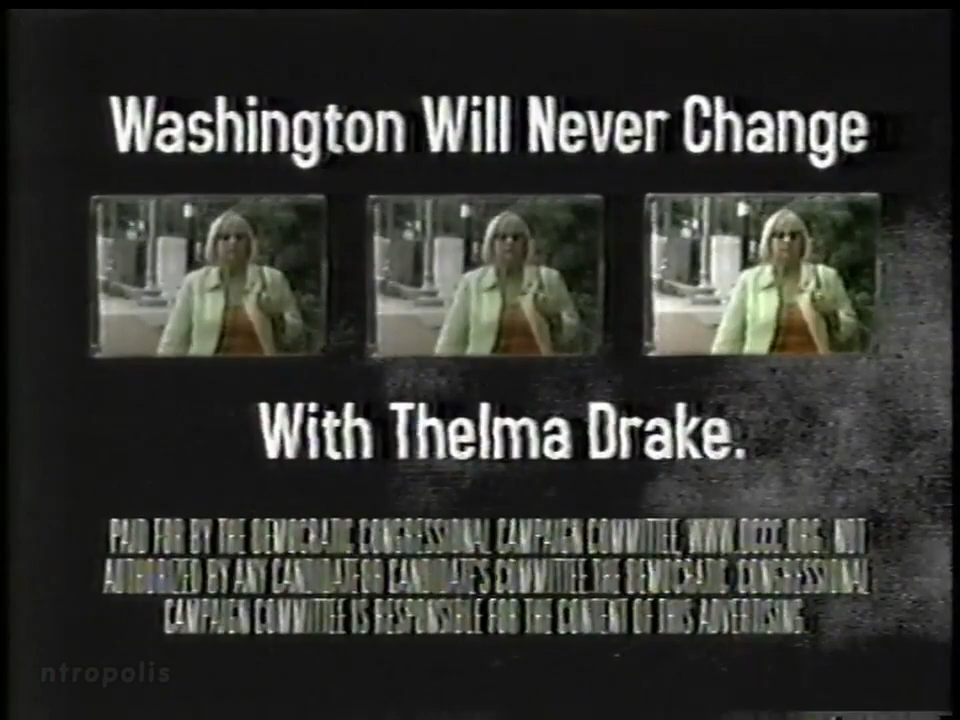 Washington Will Never Change
With Thelma Drake.
PAID FOR BY THE DEMOCRATIC CONGRESSIONAL CAMPAIGN COMMITTEE, WWW.DCCC.ORG. NOT
AUTHORIZED BY ANY CANDIDATE OR CANDIDATE'S COMMITTEE. THE DEMOCRATIC CONGRESSIONAL
CAMPAIGN COMMITTEE IS RESPONSIBLE FOR THE CONTENT OF THIS ADVERTISING.
ntropolis